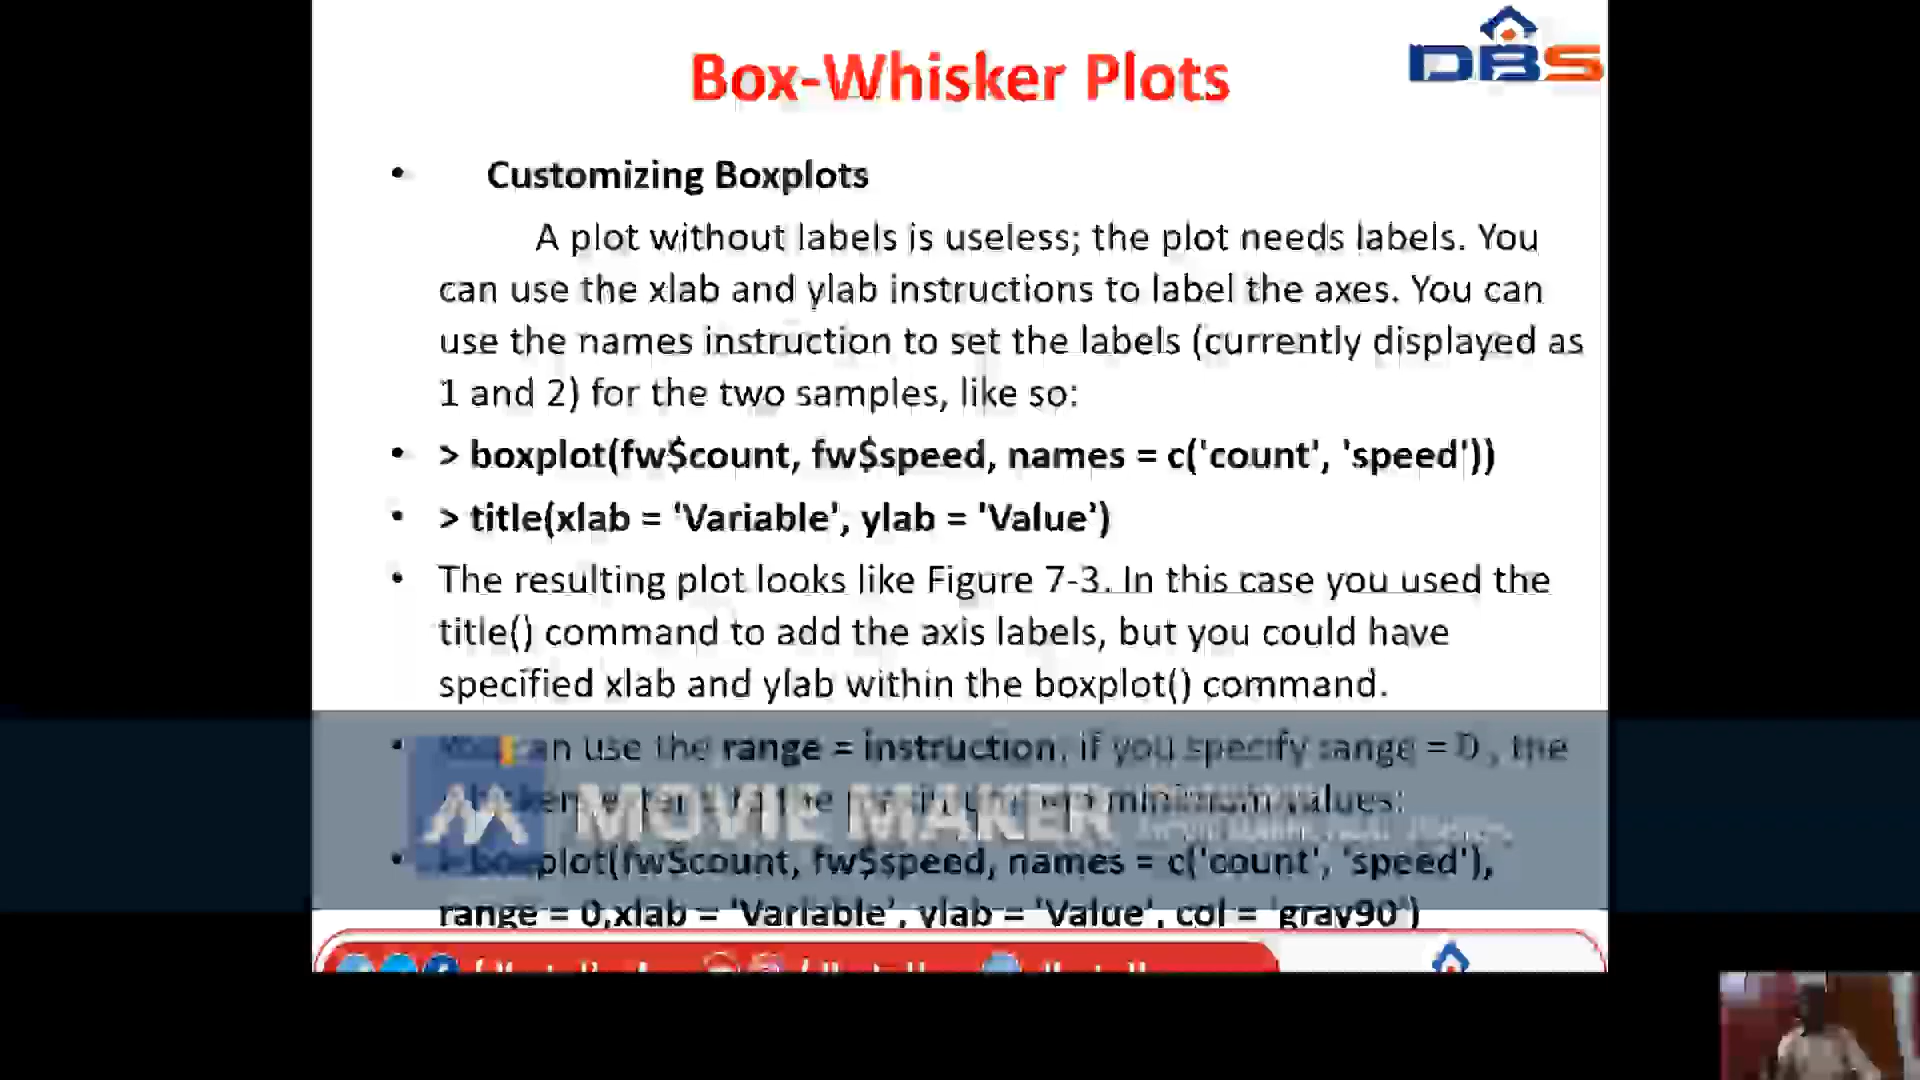 Box-Whisker Plots
DBS
• Customizing Boxplots
A plot without labels is useless; the plot needs labels. You
can use the xlab and ylab instructions to label the axes. You can
use the names instruction to set the labels (currently displayed as
1 and 2) for the two samples, like so:
• > boxplot(fw$count, fw$speed, names = c('count', 'speed'))
• > title(xlab = 'Variable', ylab = 'Value')
• The resulting plot looks like Figure 7-3. In this case you used the
title() command to add the axis labels, but you could have
specified xlab and ylab within the boxplot() command.
• can use the range = instruction, if you specify range = 0, the
minimum values:
MOVIE MAKER
• > boxplot(fw$count, fw$speed, names = c('count', 'speed'),
range = 0,xlab = 'Variable', ylab = 'Value', col = 'gray90')